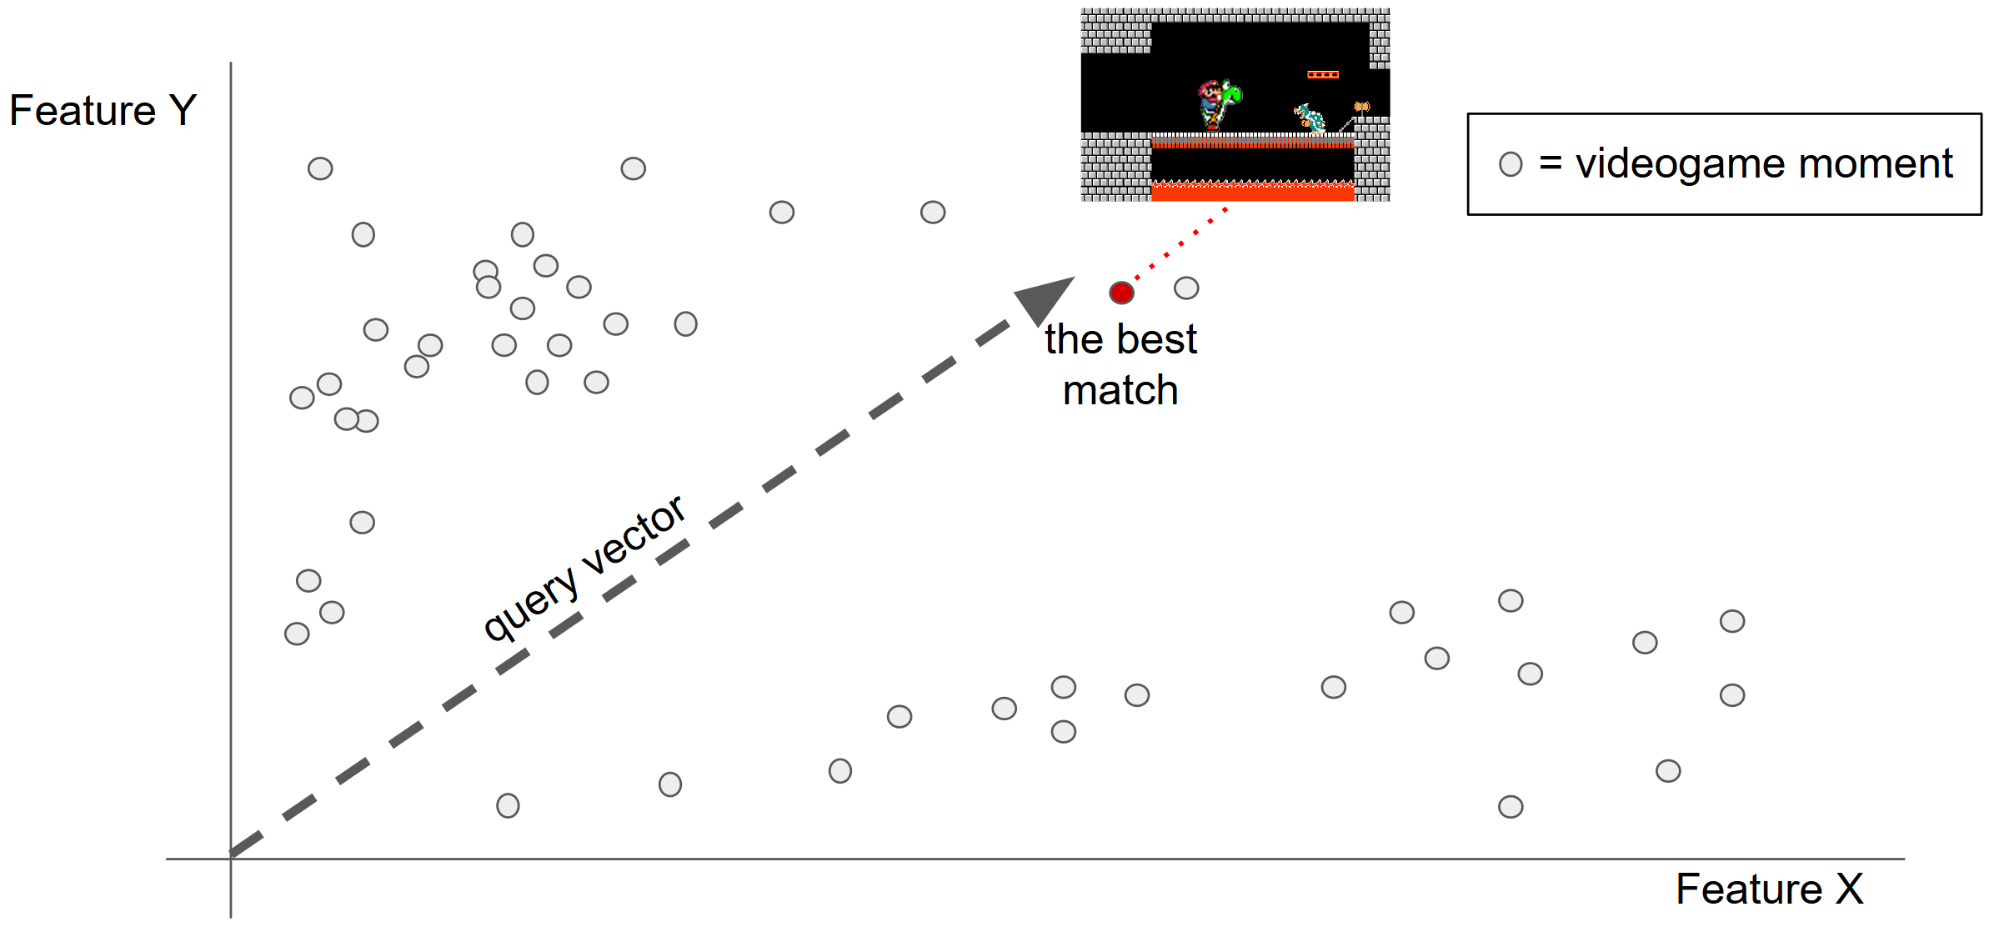 Feature Y
= videogame moment
the best
match
query vector
Feature X